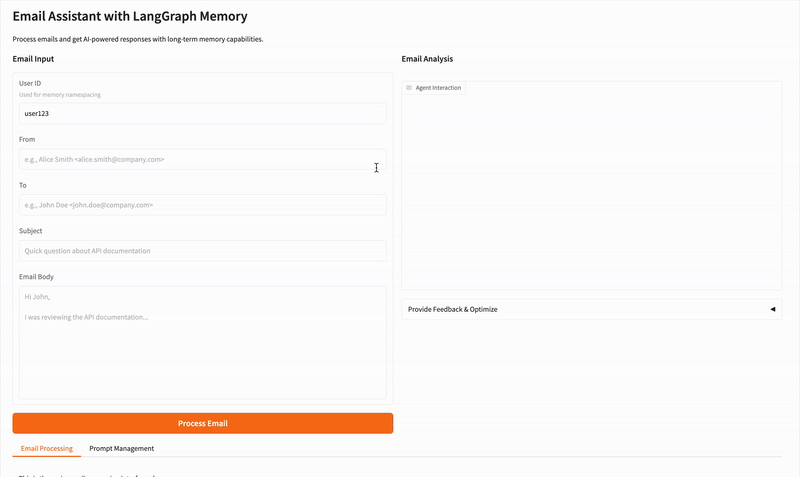 Email Assistant with LangGraph Memory
Process emails and get AI-powered responses with long-term memory capabilities.
Email Input
User ID
Used for memory namespacing
user123
From
e.g., Alice Smith <alice.smith@company.com>
To
e.g., John Doe <john.doe@company.com>
Subject
Quick question about API documentation
Email Body
Hi John,
I was reviewing the API documentation...
Process Email
Email Analysis
Agent Interaction
Provide Feedback & Optimize
Email Processing
Prompt Management